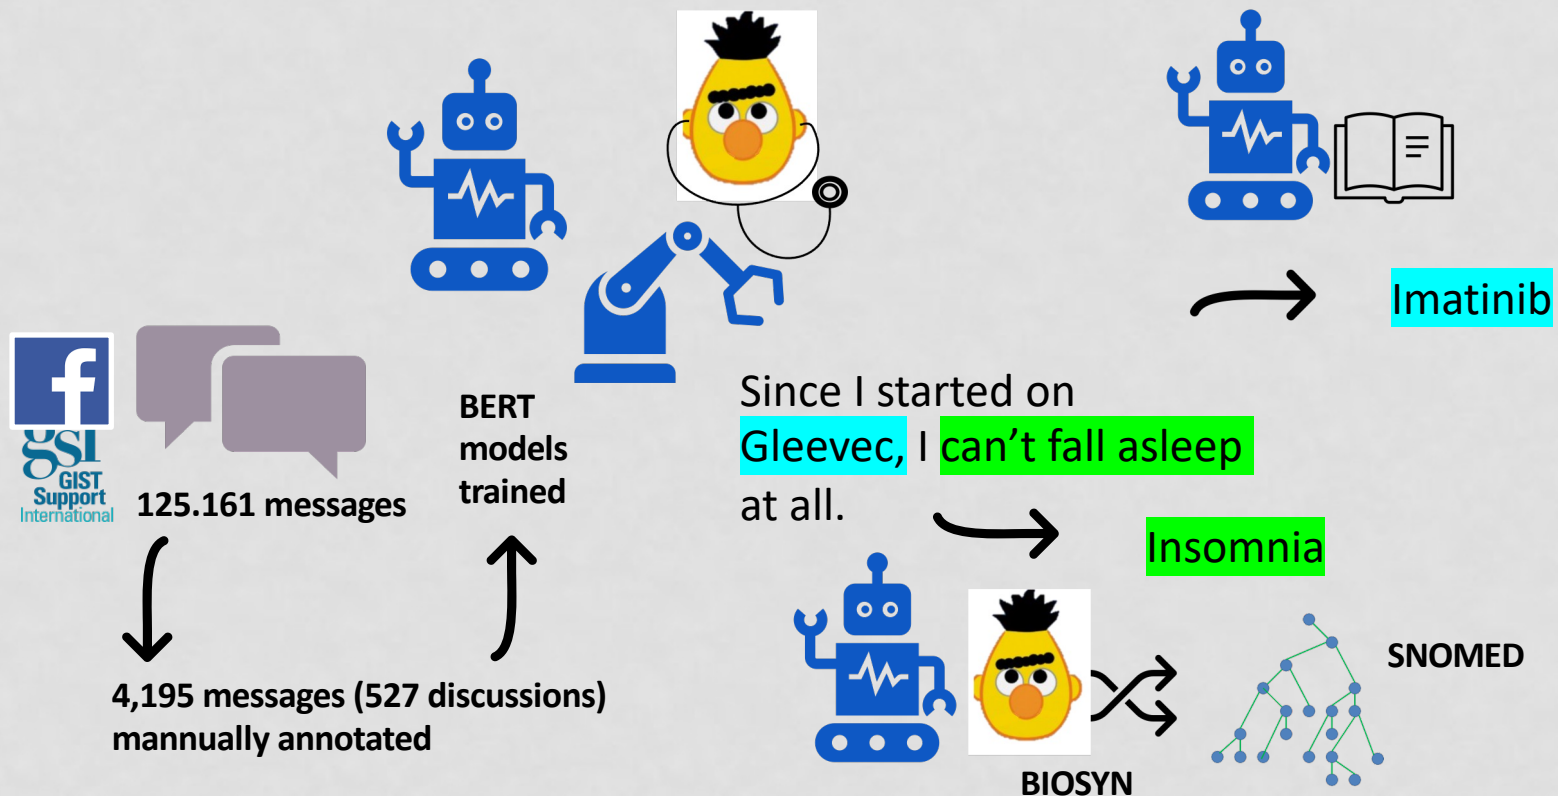 f
gsi
GIST
Support
International
125.161 messages
4,195 messages (527 discussions)
mannually annotated
BERT
models
trained
Since I started on
Gleevec, I can’t fall asleep
at all.
Imatinib
Insomnia
BIOSYN
SNOMED